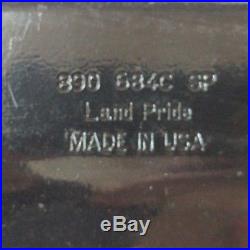 890 684C SP
Land Pride
MADE IN USA